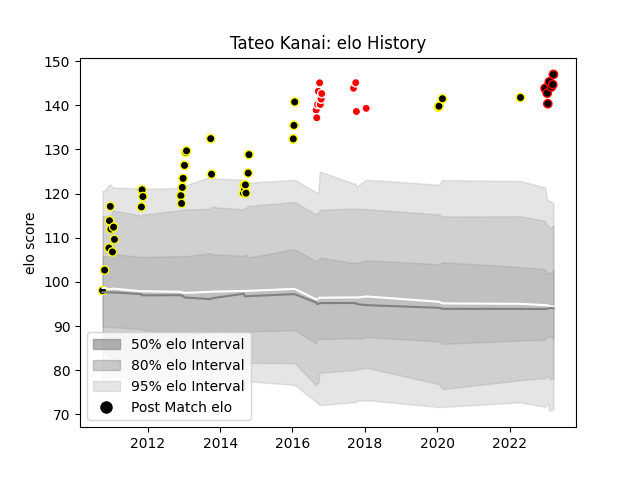 Tateo Kanai: elo History
elo score
150
140
130
120
110
100
90
80
70
50% elo Interval
80% elo Interval
95% elo Interval
Post Match elo
2012 2014 2016 2018 2020 2022